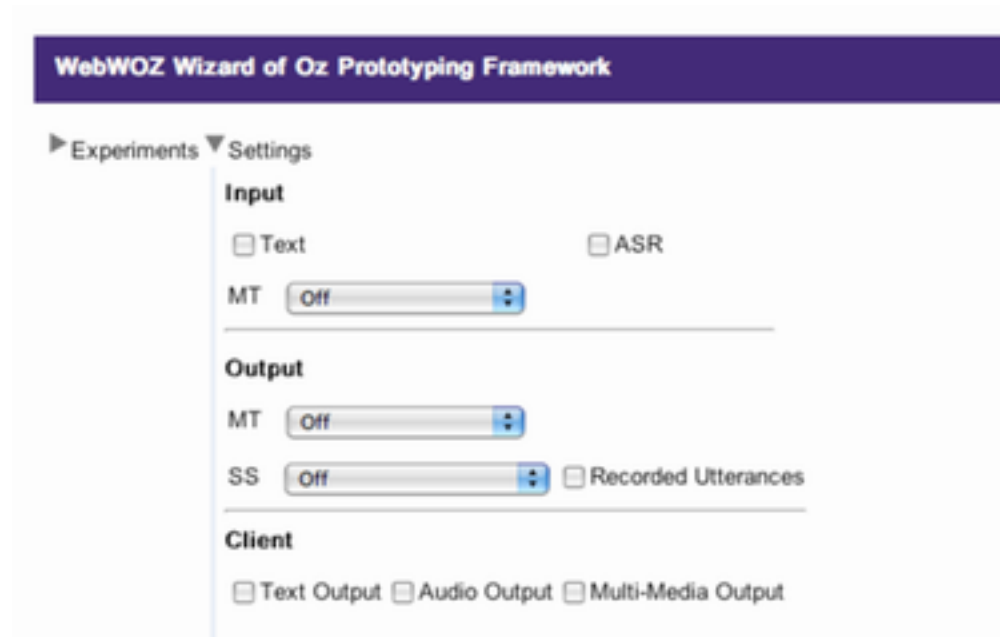 WebWOZ Wizard of Oz Prototyping Framework
Experiments Settings
Input
Text ASR
MT Off
Output
MT Off
SS Off Recorded Utterances
Client
Text Output Audio Output Multi-Media Output